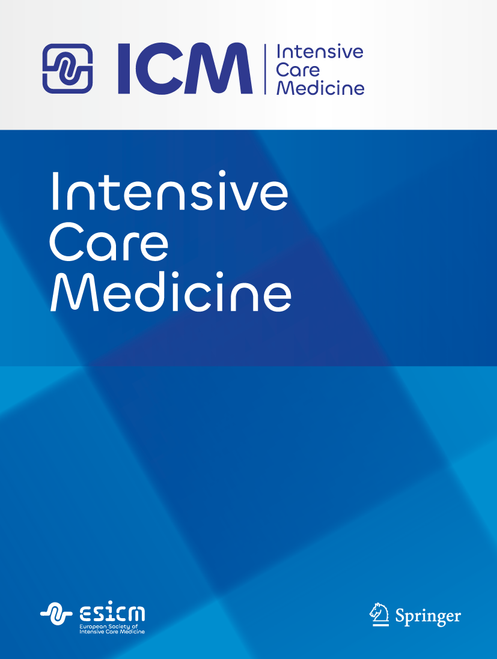 ICM
Intensive
Care
Medicine
Intensive
Care
Medicine
esicm
European Society of
Intensive Care Medicine
Springer